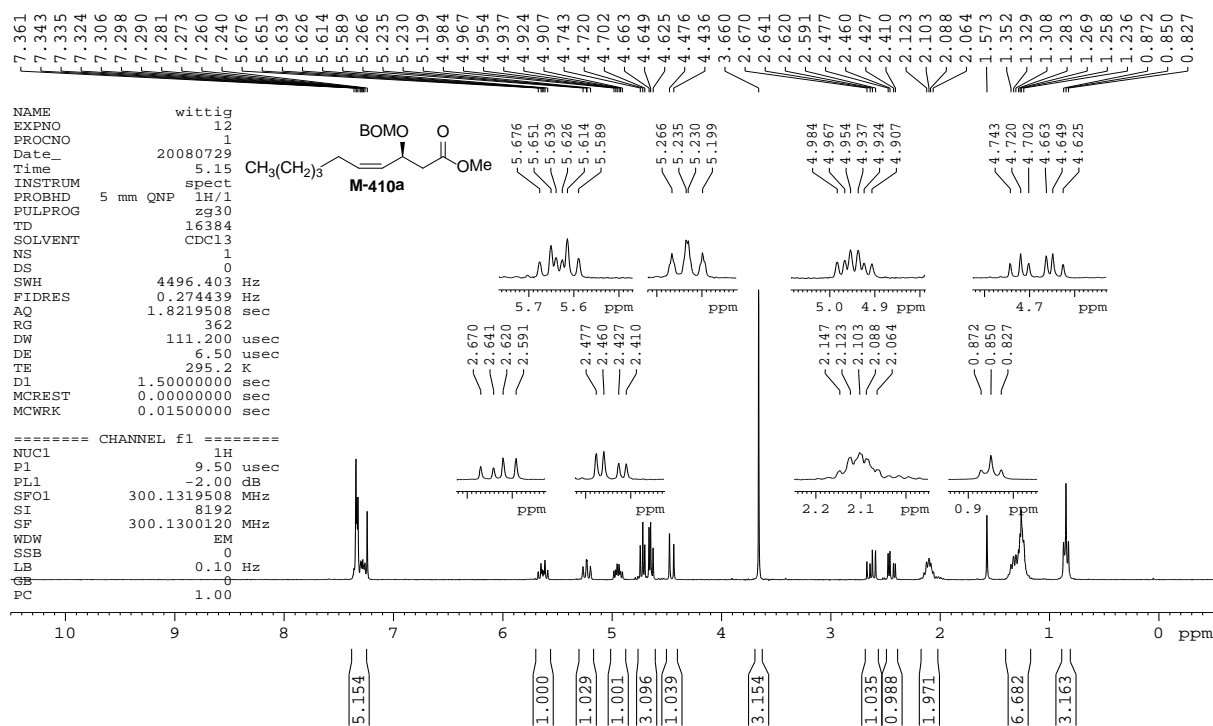 7.361 7.343 7.335 7.324 7.306 7.298 7.290 7.281 7.273 7.260 7.240 5.676 5.651 5.639 5.626 5.614 5.589 5.266 5.235 5.230 5.199 4.984 4.967 4.954 4.937 4.924 4.907 4.743 4.720 4.702 4.663 4.649 4.625 4.476 4.436 3.660 2.670 2.641 2.620 2.591 2.477 2.460 2.427 2.410 2.123 2.103 2.088 2.064 1.573 1.352 1.329 1.308 1.283 1.269 1.258 1.236 0.872 0.850 0.827
NAME wittig
EXPNO 12
PROCNO 1
Date_ 20080729
Time 5.15
INSTRUM spect
PROBHD 5 mm QNP 1H/1
PULPROG zg30
TD 16384
SOLVENT CDCl3
NS 1
DS 0
SWH 4496.403 Hz
FIDRES 0.274439 Hz
AQ 1.8219508 sec
RG 362
DW 111.200 usec
DE 6.50 usec
TE 295.2 K
D1 1.50000000 sec
MCREST 0.00000000 sec
MCWRK 0.01500000 sec
======== CHANNEL f1 ========
NUC1 1H
P1 9.50 usec
PL1 -2.00 dB
SFO1 300.1319508 MHz
SI 8192
SF 300.1300120 MHz
WDW EM
SSB 0
LB 0.10 Hz
GB 0
PC 1.00
BOMO O
CH3(CH2)3 OMe
M-410a
5.676 5.651 5.639 5.626 5.614 5.589
5.7 5.6 ppm
5.266 5.235 5.230 5.199
ppm
4.984 4.967 4.954 4.937 4.924 4.907
5.0 4.9 ppm
4.743 4.720 4.702 4.663 4.649 4.625
4.7 ppm
2.670 2.641 2.620 2.591
ppm
2.477 2.460 2.427 2.410
ppm
2.147 2.123 2.103 2.088 2.064
2.2 2.1 ppm
0.872 0.850 0.827
0.9 ppm
10 9 8 7 6 5 4 3 2 1 0 ppm
5.154 1.000 1.029 1.001 3.096 1.039 3.154 1.035 0.988 1.971 6.682 3.163